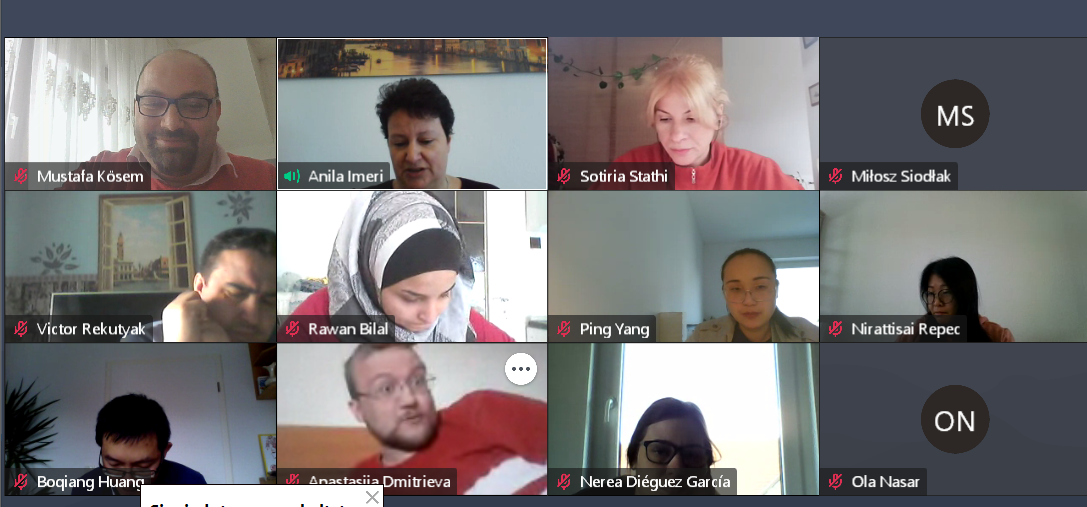 Mustafa Kösem
Anila Imeri
Sotiria Stathi
MS
Miłosz Siodłak
Victor Rekutyak
Rawan Bilal
Ping Yang
Nirattisai Repec
Boqiang Huang
Anastasija Dmitrieva
Nerea Diéguez García
ON
Ola Nasar